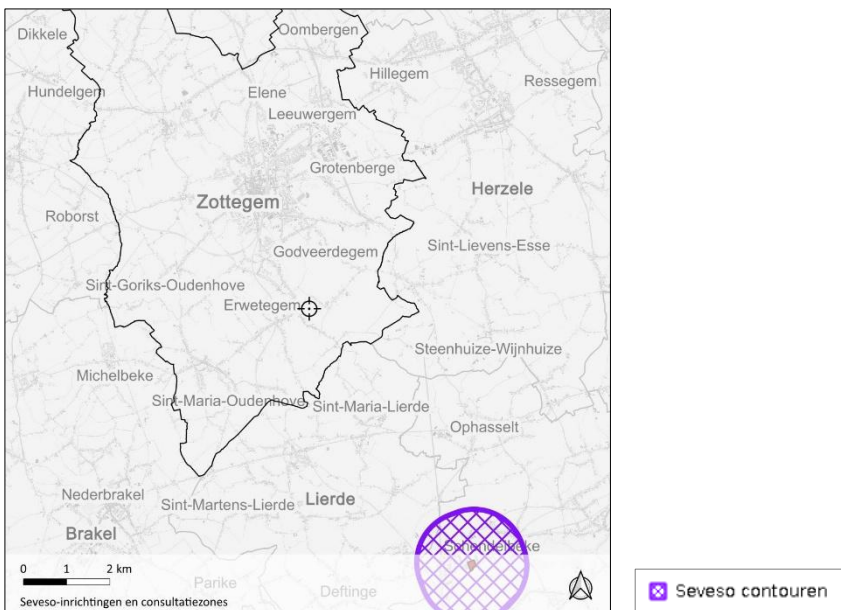 Dikkele
Oombergen
Hillegem
Ressegem
Hundelgem
Elene
Leeuwergem
Grotenberge
Herzele
Zottegem
Roborst
Sint-Lievens-Esse
Godveerdegem
Sint-Goriks-Oudenhove
Erwetegem
Steenhuize-Wijnhuize
Michelbeke
Sint-Maria-Oudenhove
Sint-Maria-Lierde
Ophasselt
Nederbrakel
Sint-Martens-Lierde
Lierde
Brakel
Schendelbeke
0 1 2 km
Parike
Deftinge
Seveso-inrichtingen en consultatiezones
Seveso contouren